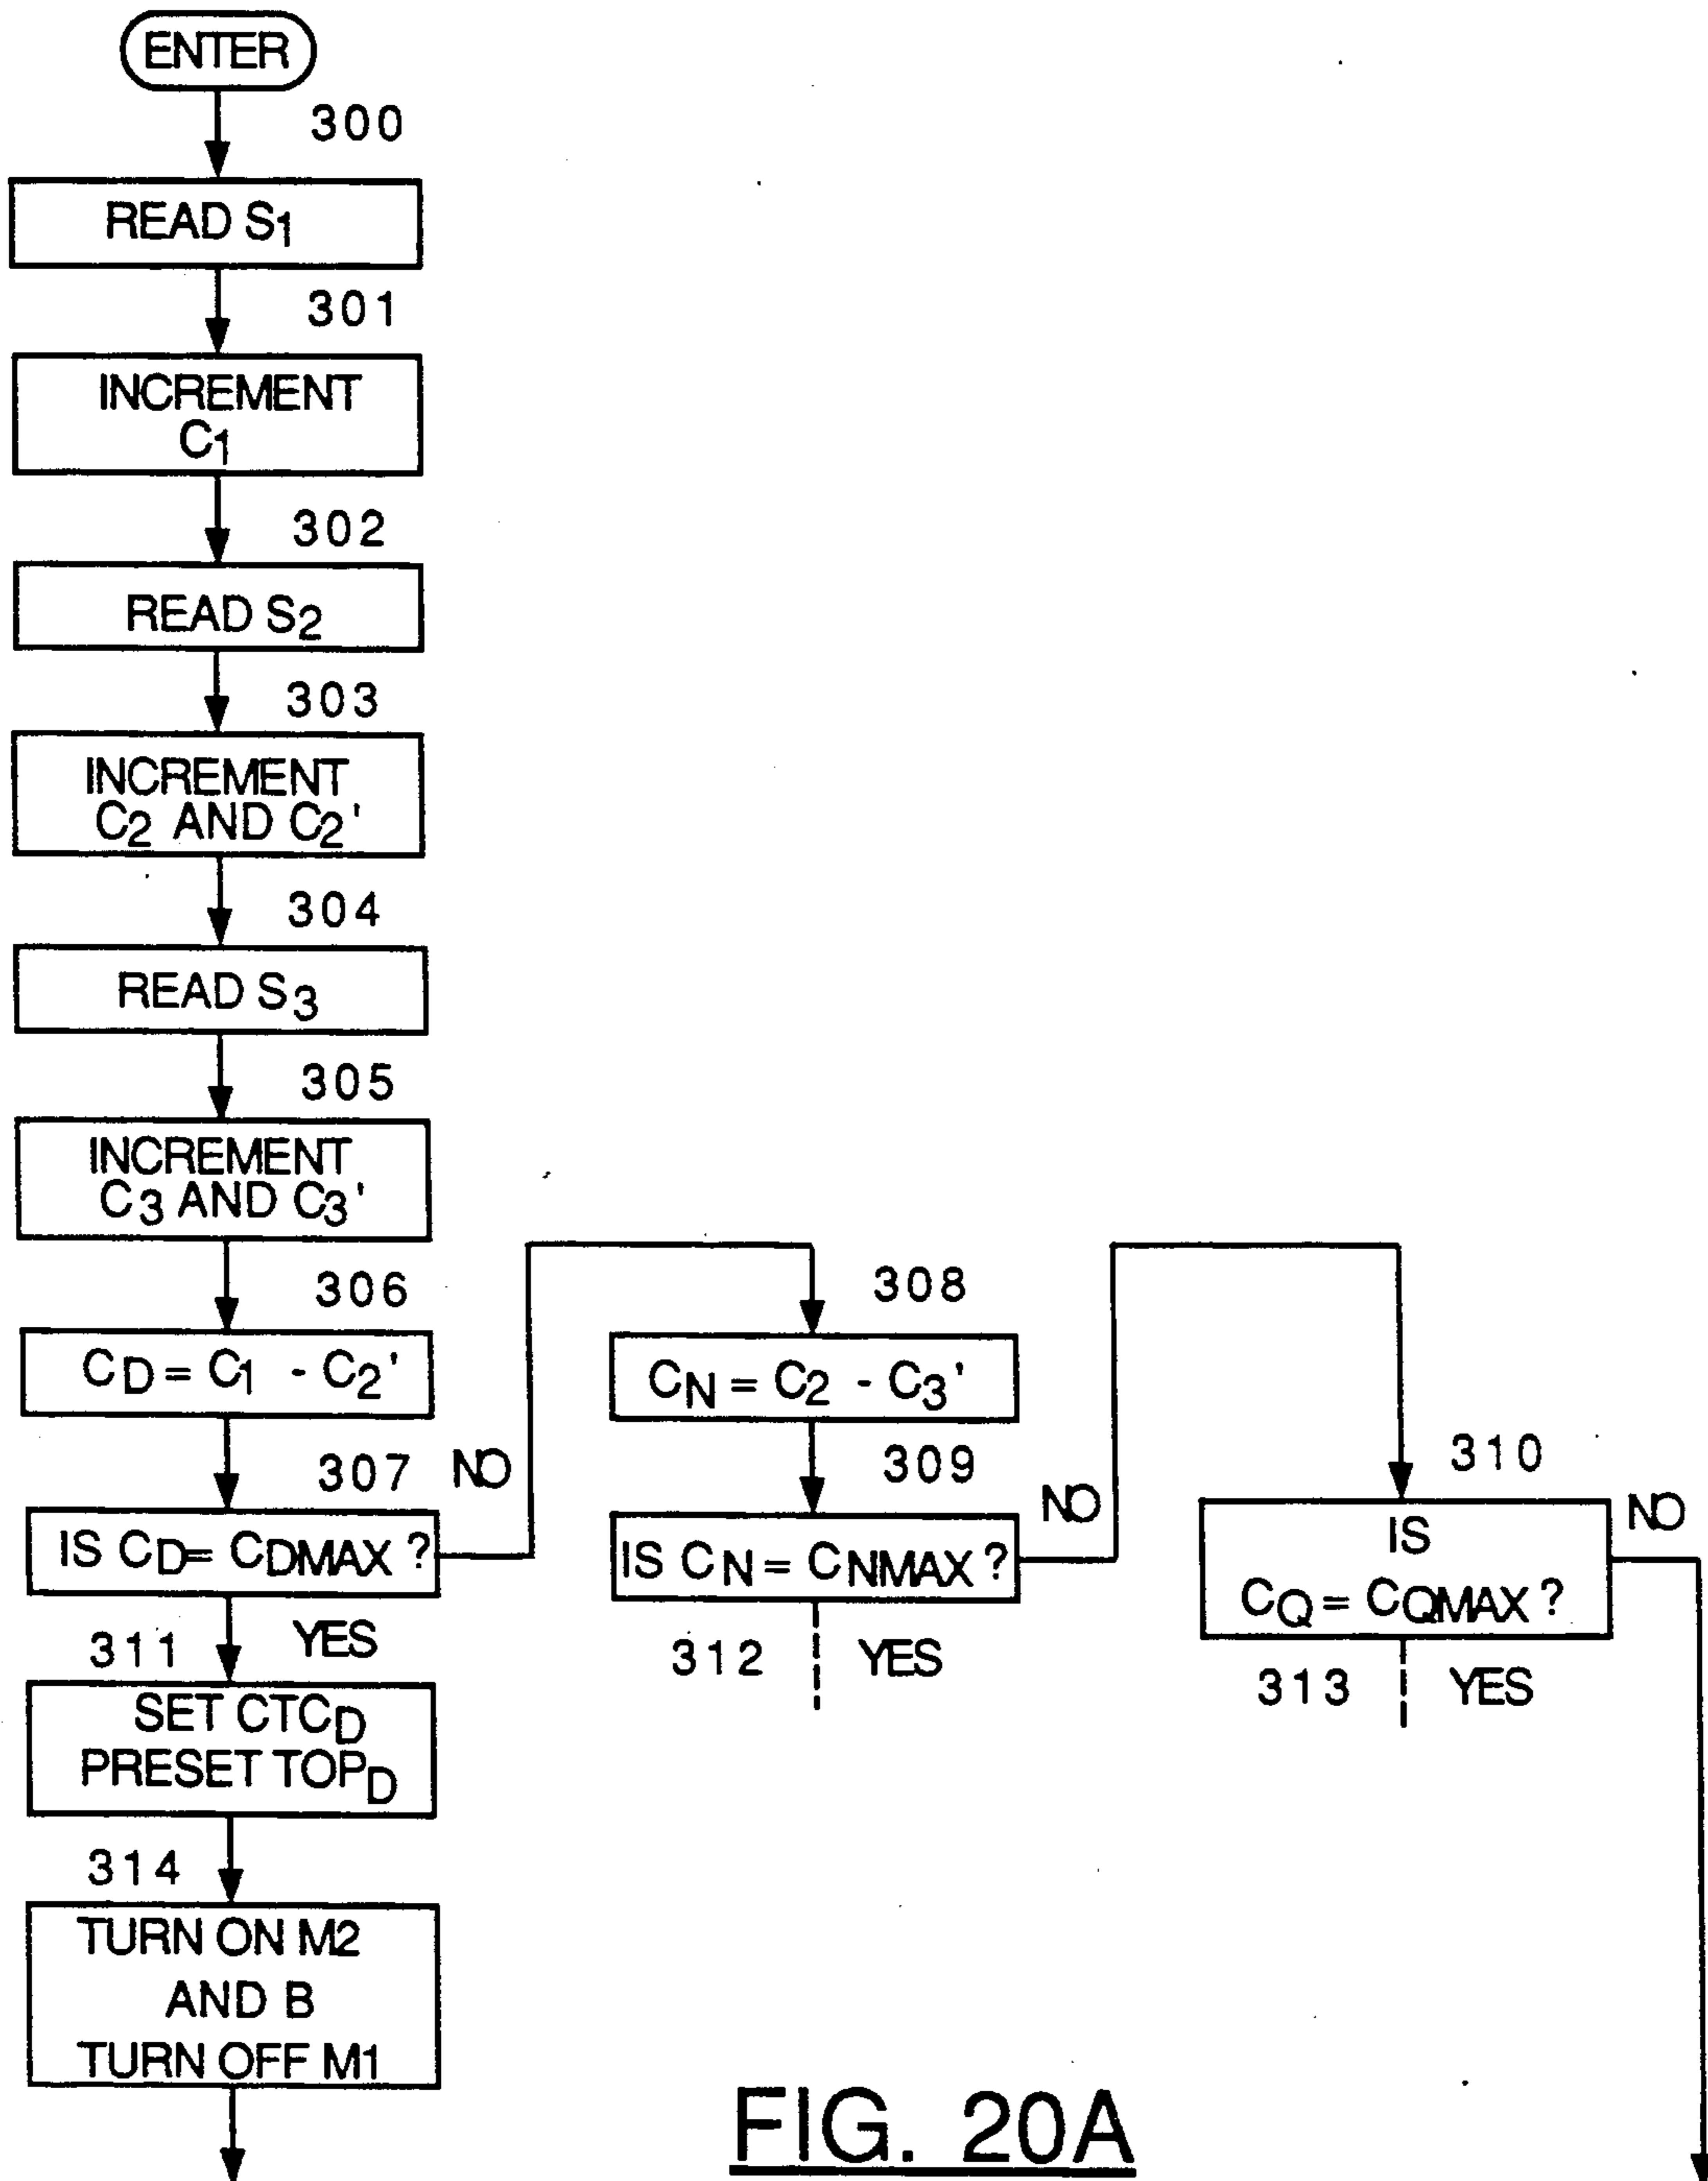 ENTER
300
READ S1
301
INCREMENT
C1
302
READ S2
303
INCREMENT
C2 AND C2'
304
READ S3
305
INCREMENT
C3 AND C3'
306
CD = C1 - C2'
307
NO
IS CD = CDMAX ?
308
CN = C2 - C3'
309
NO
IS CN = CNMAX ?
310
NO
IS
CQ = CQMAX ?
311
YES
312
YES
313
YES
SET CTCD
PRESET TOPD
314
TURN ON M2
AND B
TURN OFF M1
FIG. 20A